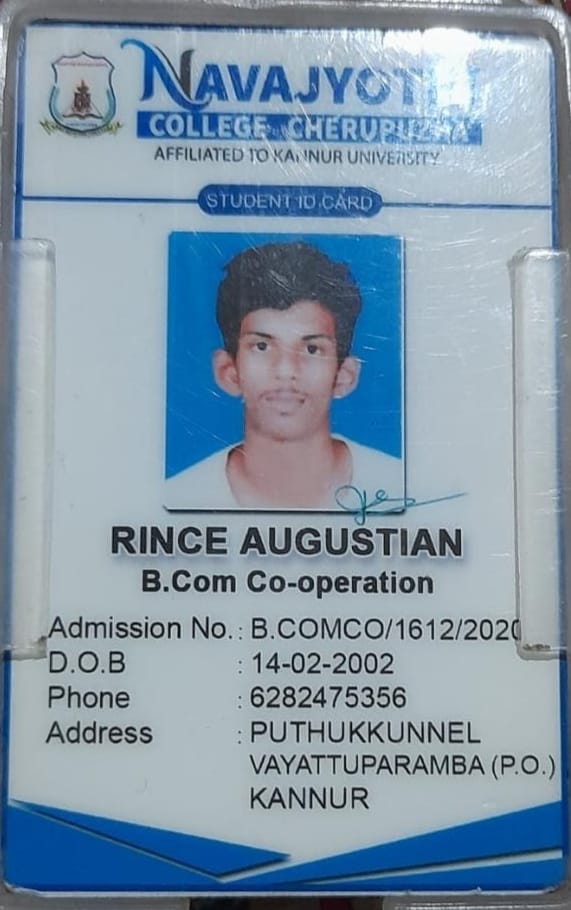 NAVAJYOTHI
COLLEGE, CHERUPUZHA
AFFILIATED TO KANNUR UNIVERSITY
STUDENT ID CARD
RINCE AUGUSTIAN
B.Com Co-operation
Admission No. : B.COMCO/1612/2020
D.O.B : 14-02-2002
Phone : 6282475356
Address : PUTHUKKUNNEL
VAYATTUPARAMBA (P.O.)
KANNUR